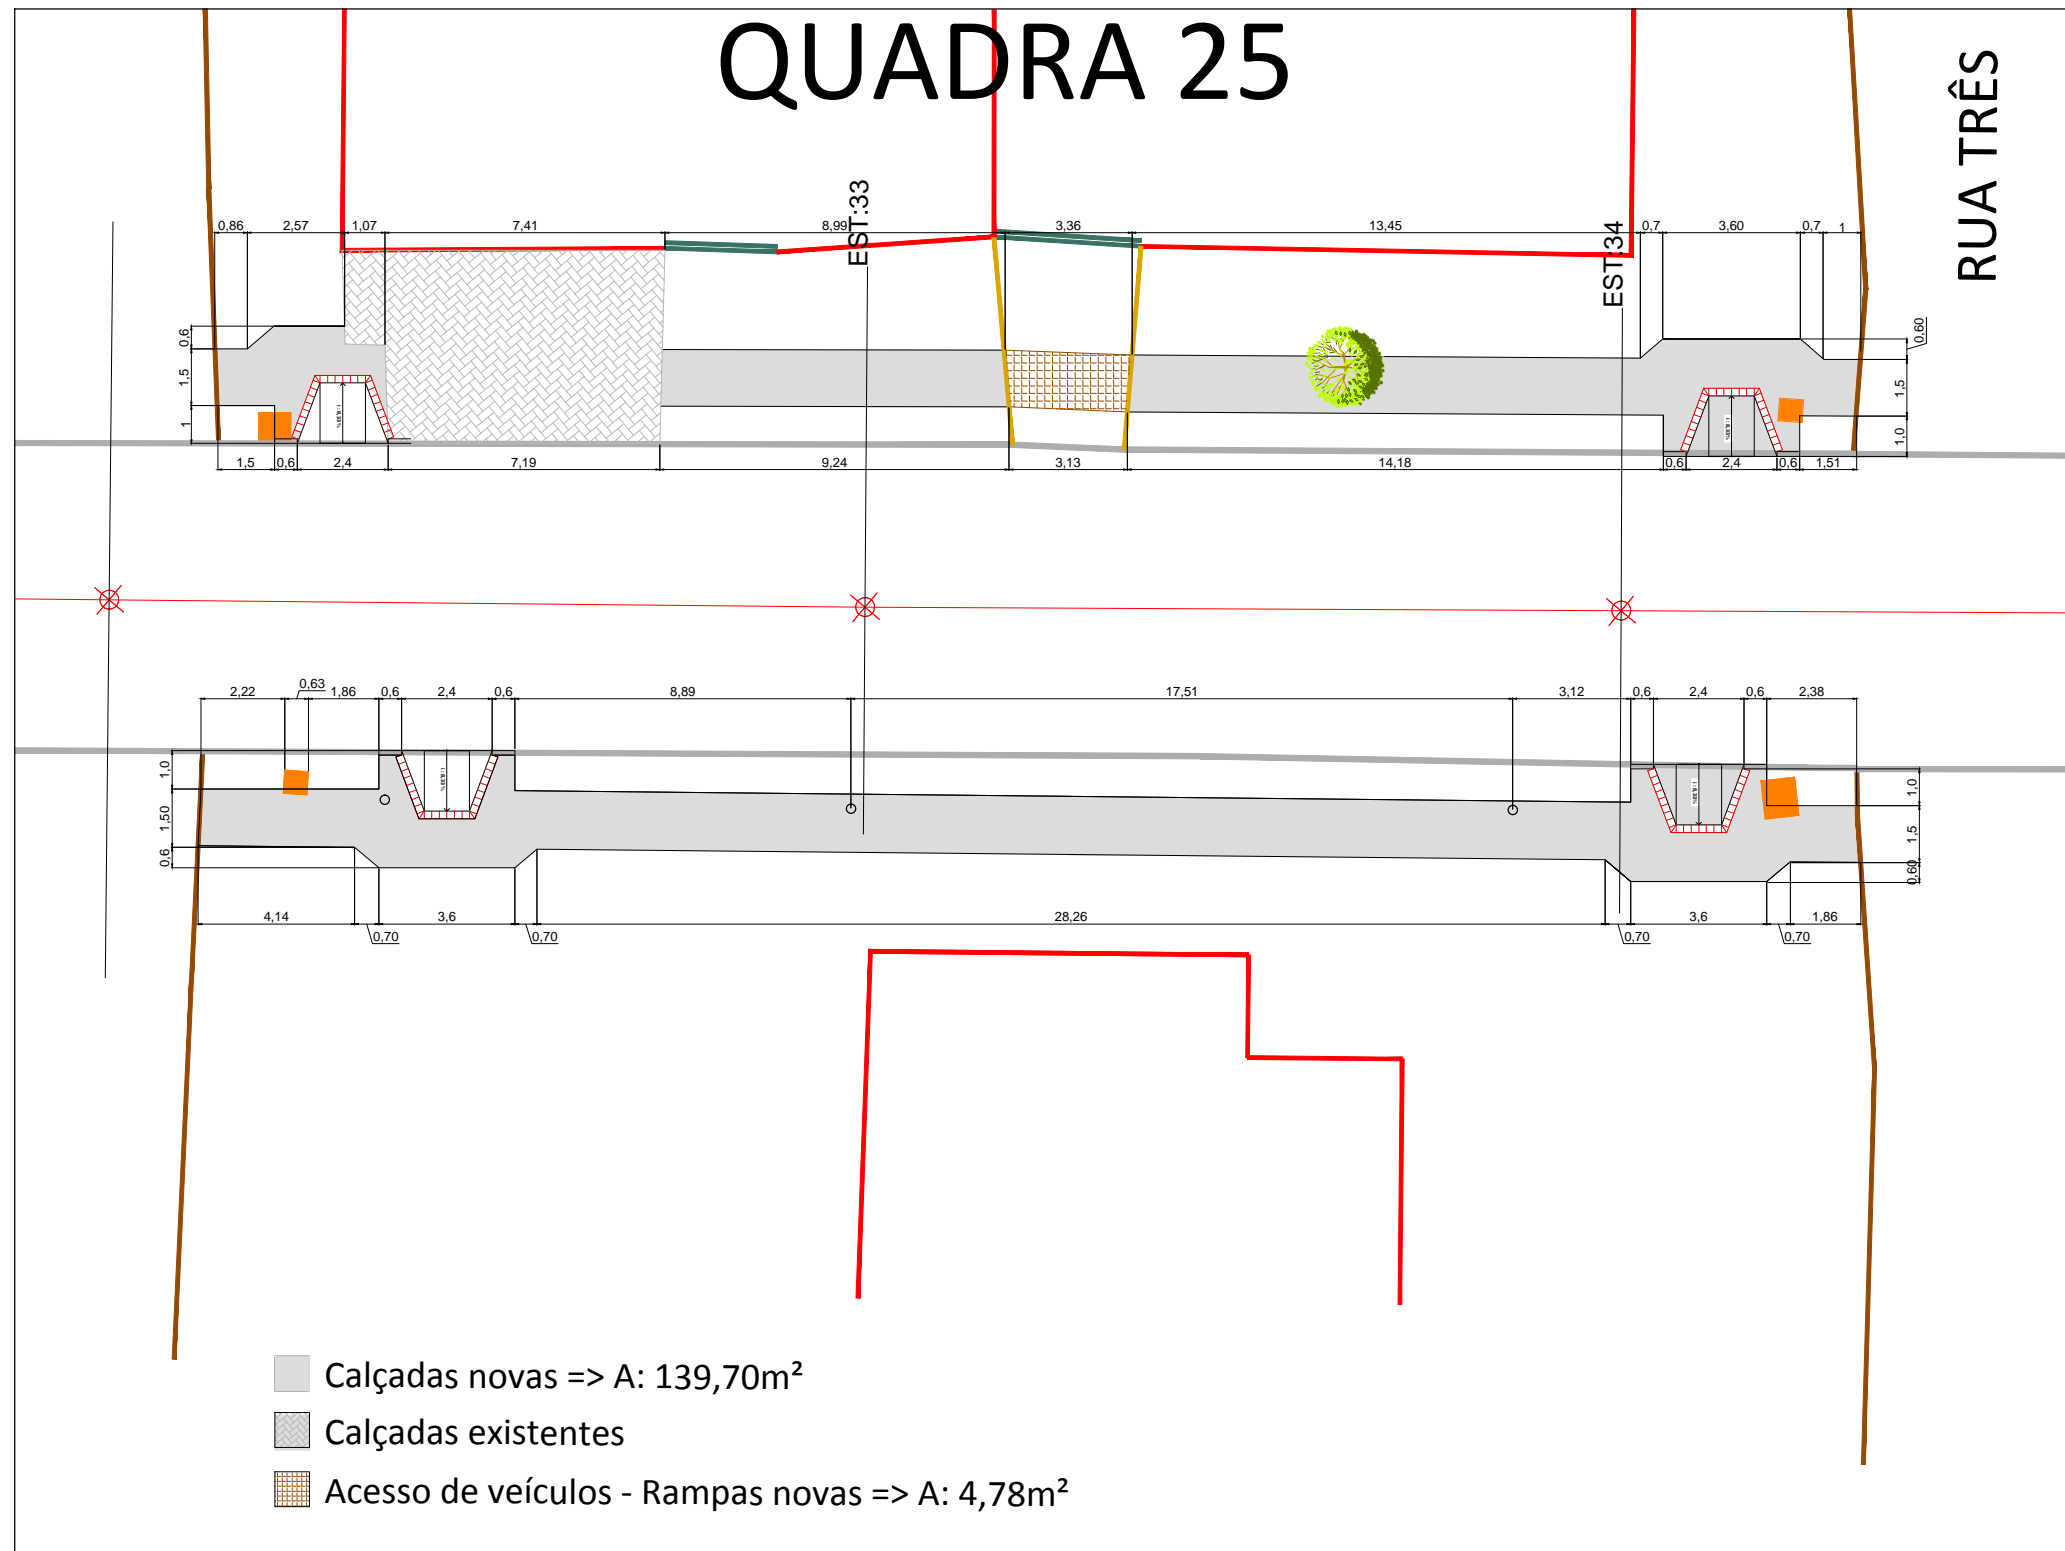 QUADRA 25
RUA TRÊS
EST:33
EST:34
0,86 2,57 1,07 7,41 8,99 3,36 13,45 0,7 3,60 0,7 1
0,6
1,5
1
0,60
1,5
1,0
1,5 0,6 2,4 7,19 9,24 3,13 14,18 0,6 2,4 0,6 1,51
2,22 0,63 1,86 0,6 2,4 0,6 8,89 17,51 3,12 0,6 2,4 0,6 2,38
1,0
1,50
0,6
1,0
1,5
0,60
4,14 0,70 3,6 0,70 28,26 0,70 3,6 0,70 1,86
Calçadas novas => A: 139,70m²
Calçadas existentes
Acesso de veículos - Rampas novas => A: 4,78m²